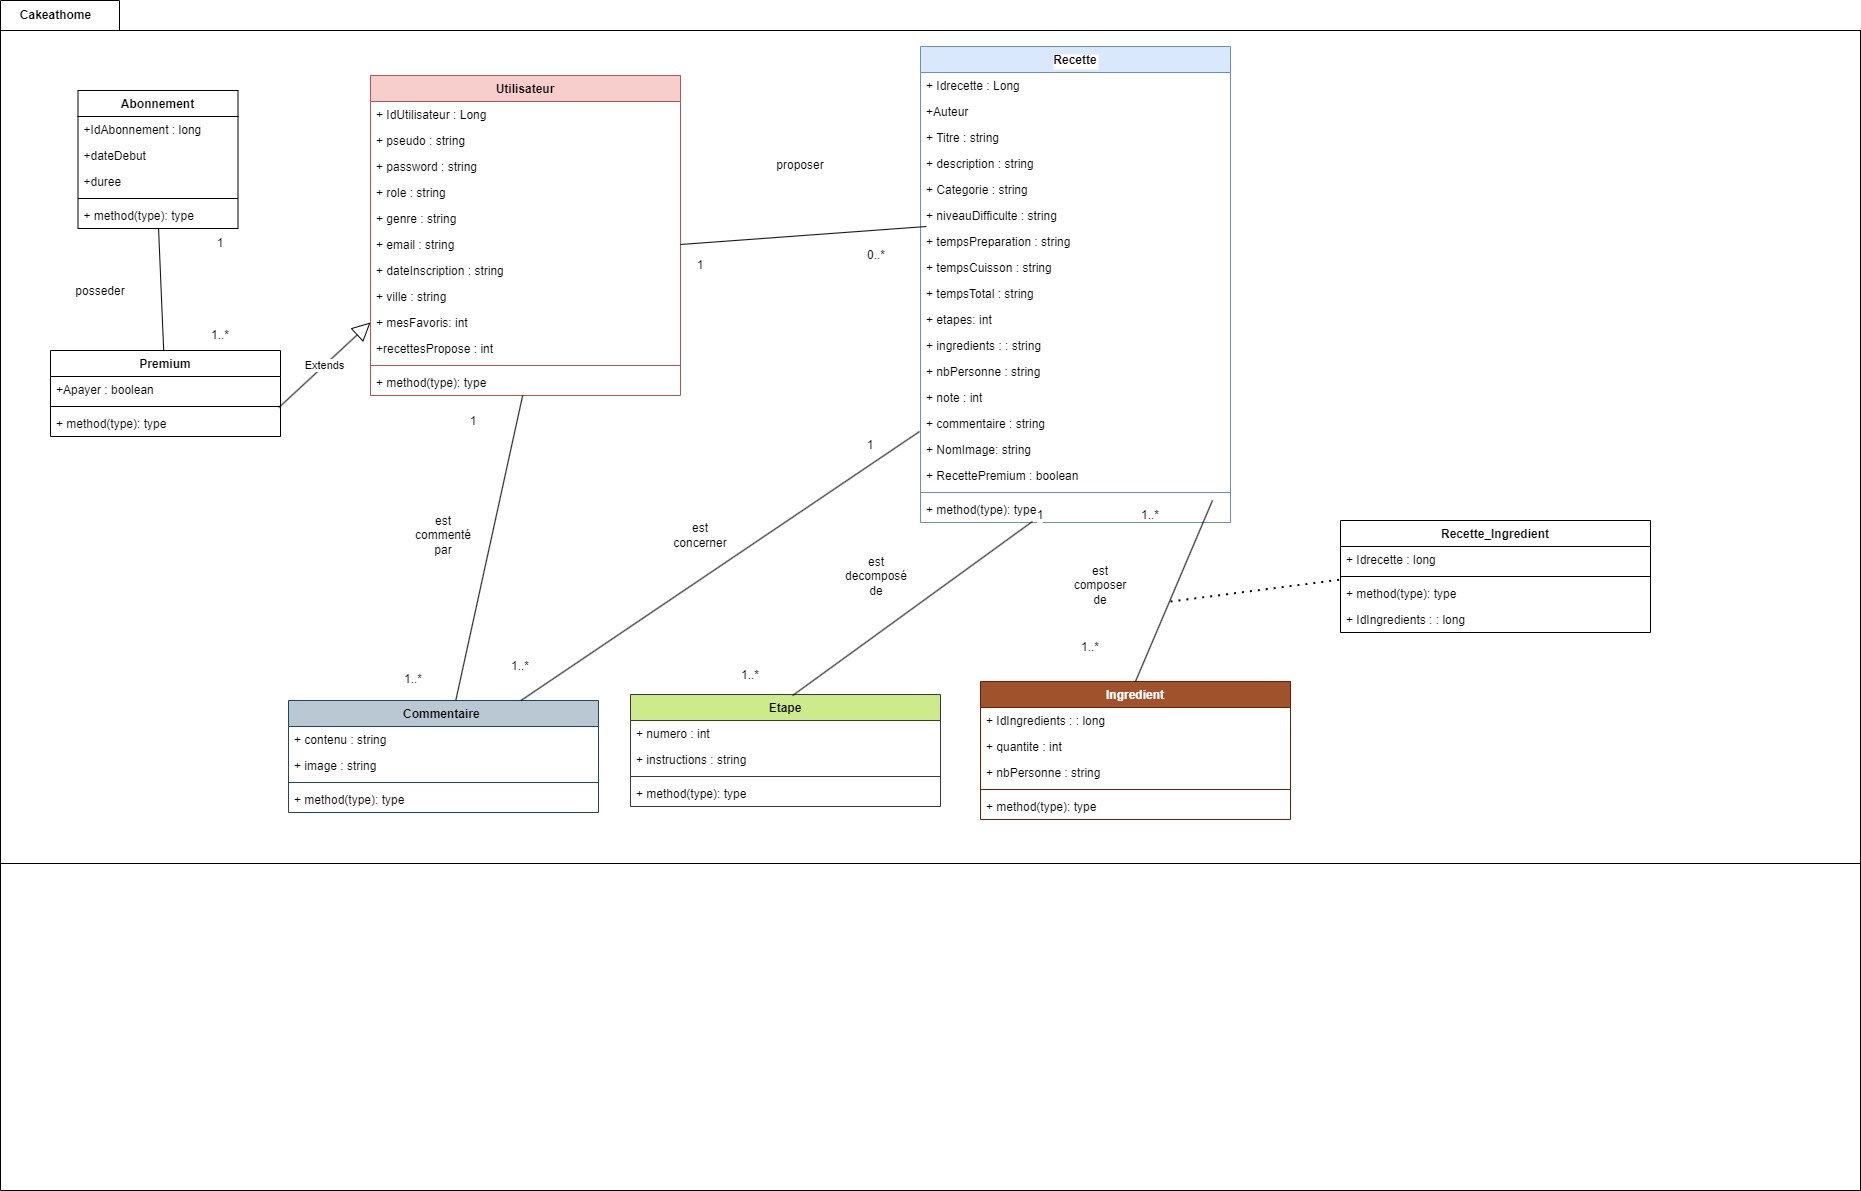 Cakeathome
Abonnement
+IdAbonnement : long
+dateDebut
+duree
+ method(type): type
1
posseder
1..*
Premium
+Apayer : boolean
+ method(type): type
Extends
Utilisateur
+ IdUtilisateur : Long
+ pseudo : string
+ password : string
+ role : string
+ genre : string
+ email : string
+ dateInscription : string
+ ville : string
+ mesFavoris: int
+recettesPropose : int
+ method(type): type
proposer
1
0..*
Recette
+ Idrecette : Long
+Auteur
+ Titre : string
+ description : string
+ Categorie : string
+ niveauDifficulte : string
+ tempsPreparation : string
+ tempsCuisson : string
+ tempsTotal : string
+ etapes: int
+ ingredients : : string
+ nbPersonne : string
+ note : int
+ commentaire : string
+ NomImage: string
+ RecettePremium : boolean
+ method(type): type
1
est
commenté
par
1..*
1
est
concerner
1..*
1
est
decomposé
de
1..*
1..*
est
composer
de
1..*
Recette_Ingredient
+ Idrecette : long
+ method(type): type
+ IdIngredients : : long
Commentaire
+ contenu : string
+ image : string
+ method(type): type
Etape
+ numero : int
+ instructions : string
+ method(type): type
Ingredient
+ IdIngredients : : long
+ quantite : int
+ nbPersonne : string
+ method(type): type